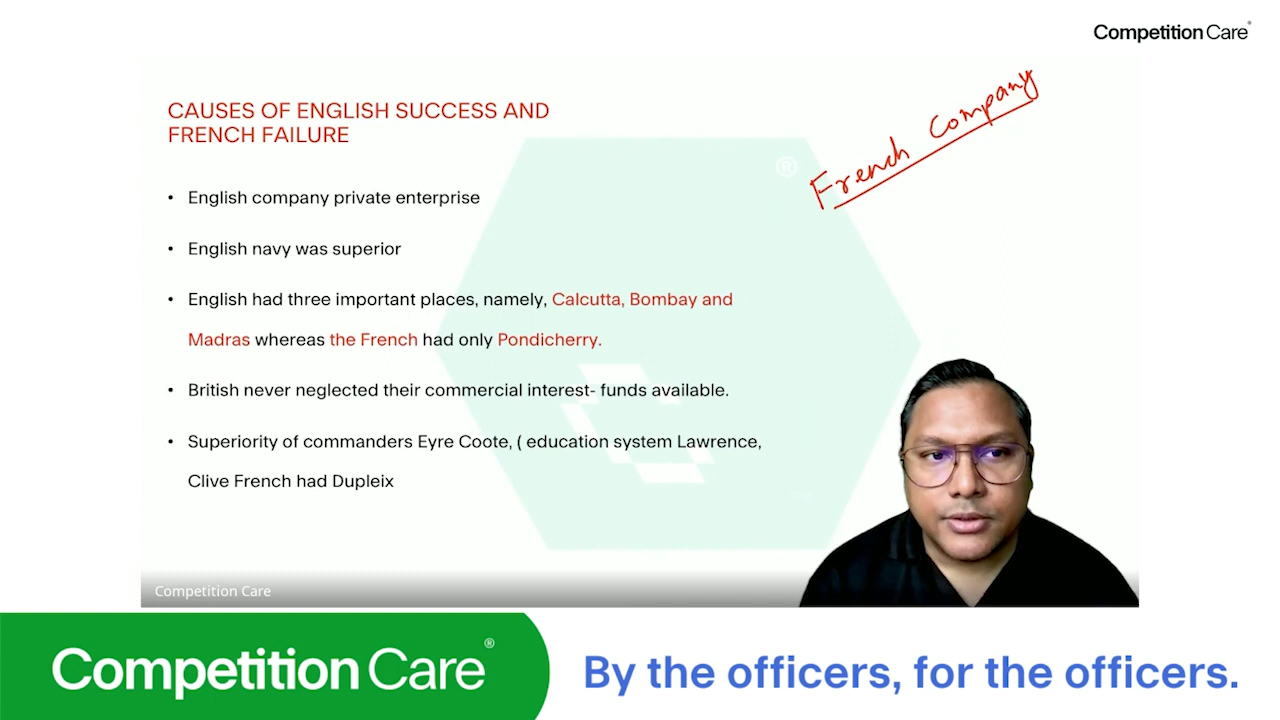 Competition Care®
CAUSES OF ENGLISH SUCCESS AND
FRENCH FAILURE
French Company
®
• English company private enterprise
• English navy was superior
• English had three important places, namely, Calcutta, Bombay and
Madras whereas the French had only Pondicherry.
• British never neglected their commercial interest- funds available.
• Superiority of commanders Eyre Coote, ( education system Lawrence,
Clive French had Dupleix
Competition Care
Competition Care®
By the officers, for the officers.